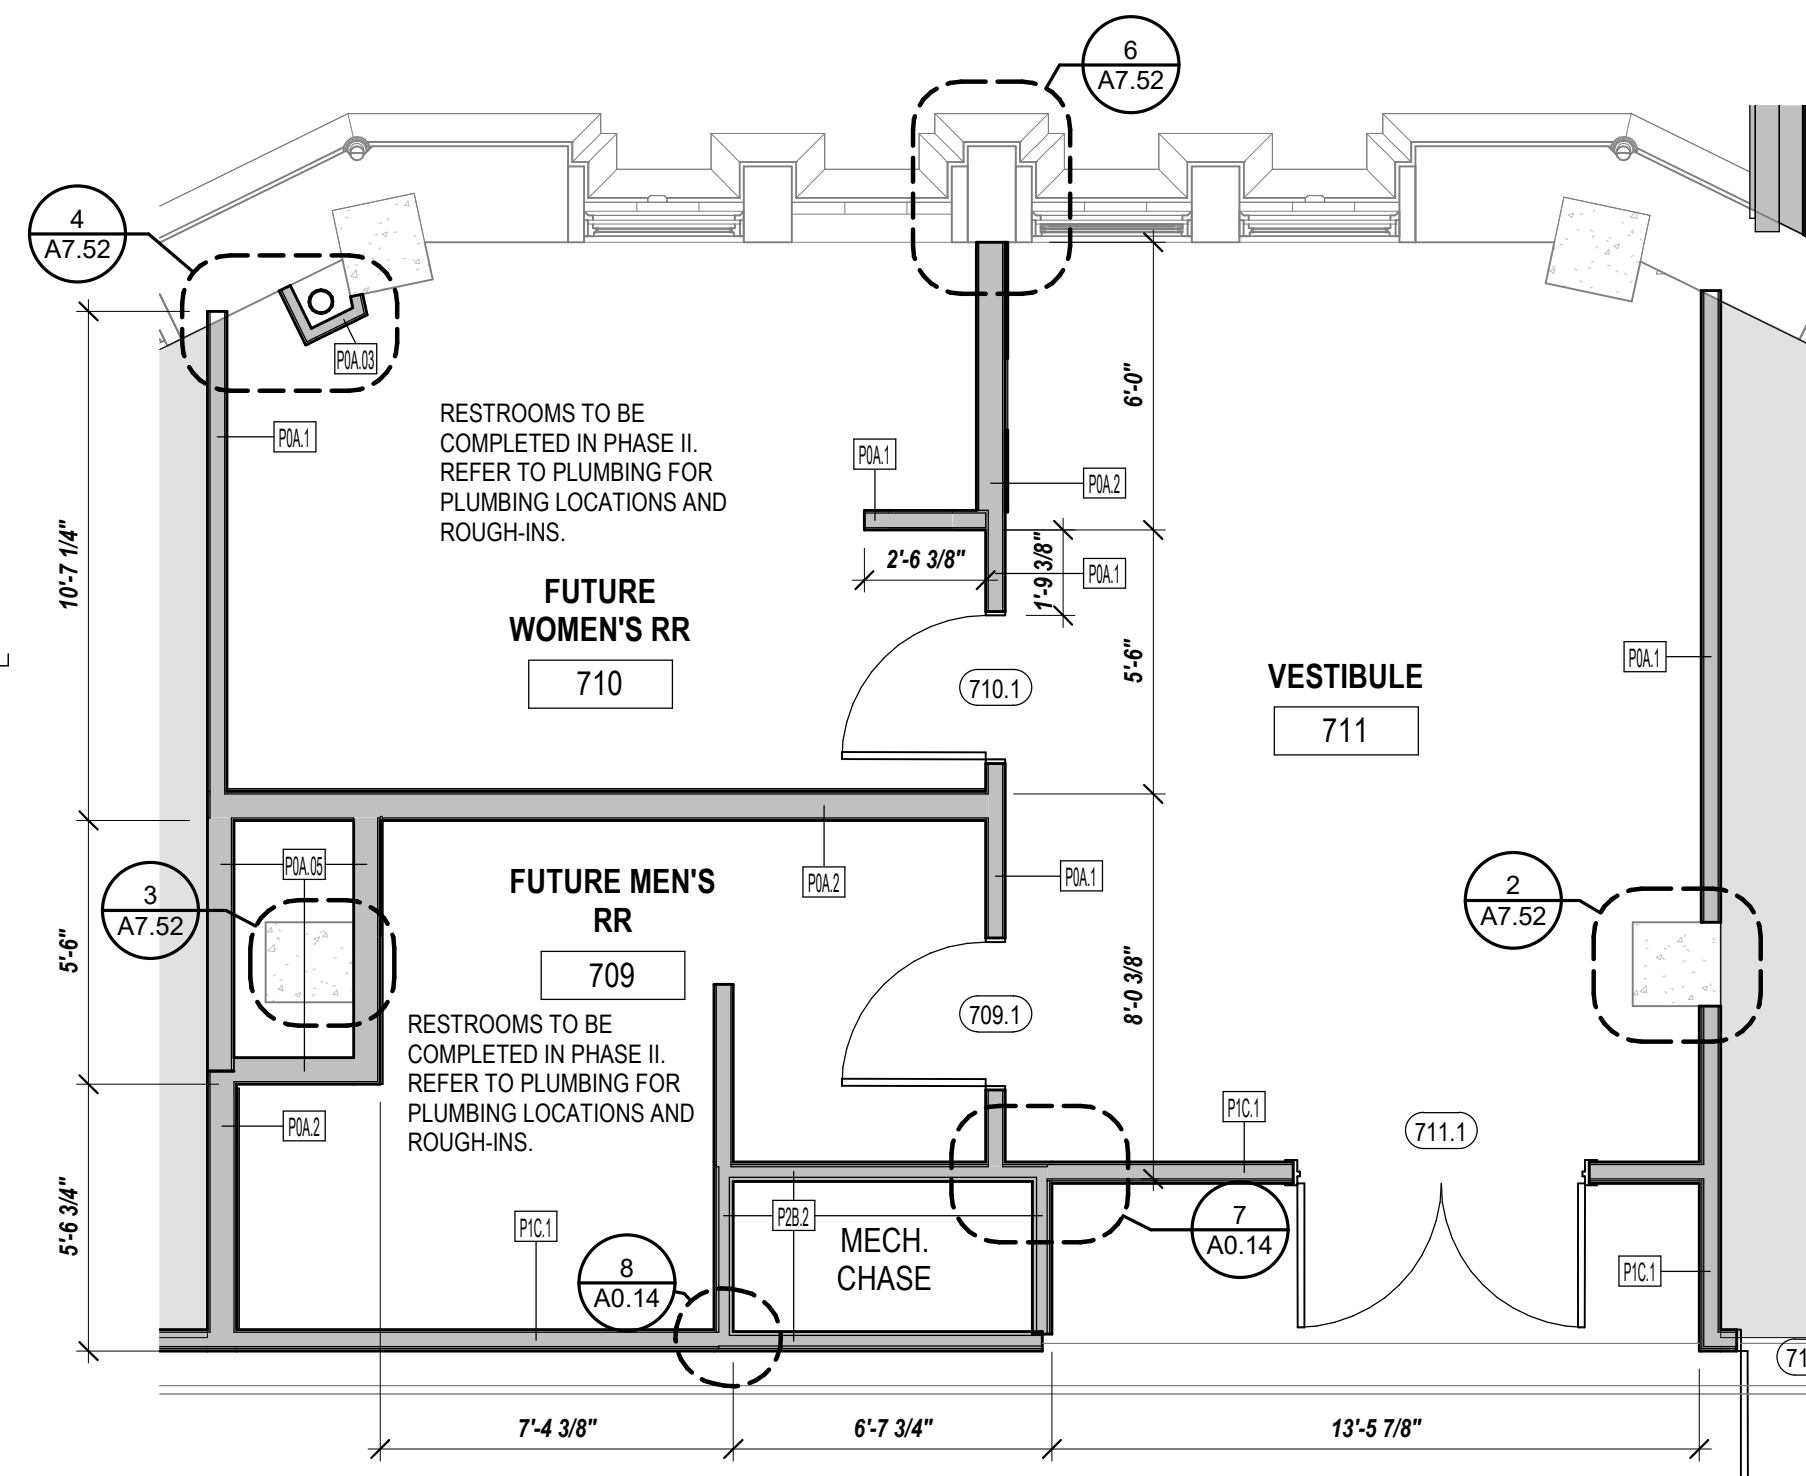 6
A7.52
4
A7.52
P0A.03
P0A.1
RESTROOMS TO BE
COMPLETED IN PHASE II.
REFER TO PLUMBING FOR
PLUMBING LOCATIONS AND
ROUGH-INS.
P0A.1
P0A.2
6'-0"
10'-7 1/4"
2'-6 3/8"
1'-9 3/8"
P0A.1
FUTURE
WOMEN'S RR
710
710.1
5'-6"
VESTIBULE
711
P0A.1
P0A.05
3
A7.52
FUTURE MEN'S
RR
709
P0A.2
P0A.1
2
A7.52
5'-6"
709.1
8'-0 3/8"
RESTROOMS TO BE
COMPLETED IN PHASE II.
REFER TO PLUMBING FOR
PLUMBING LOCATIONS AND
ROUGH-INS.
P0A.2
P1C.1
711.1
5'-6 3/4"
P1C.1
P2B.2
MECH.
CHASE
7
A0.14
8
A0.14
P1C.1
71
7'-4 3/8"
6'-7 3/4"
13'-5 7/8"